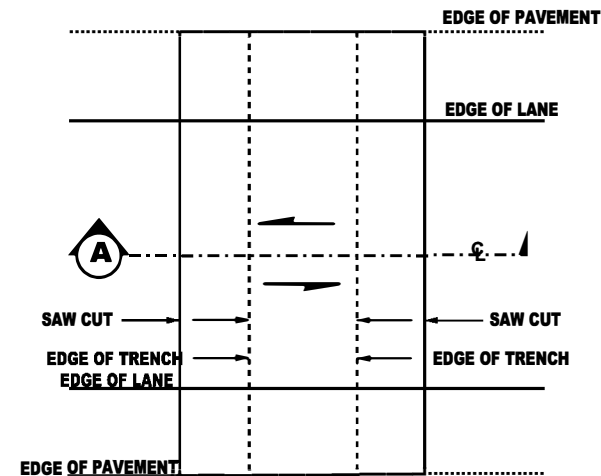 EDGE OF PAVEMENT
EDGE OF LANE
A
℄
SAW CUT
SAW CUT
EDGE OF TRENCH
EDGE OF TRENCH
EDGE OF LANE
EDGE OF PAVEMENT